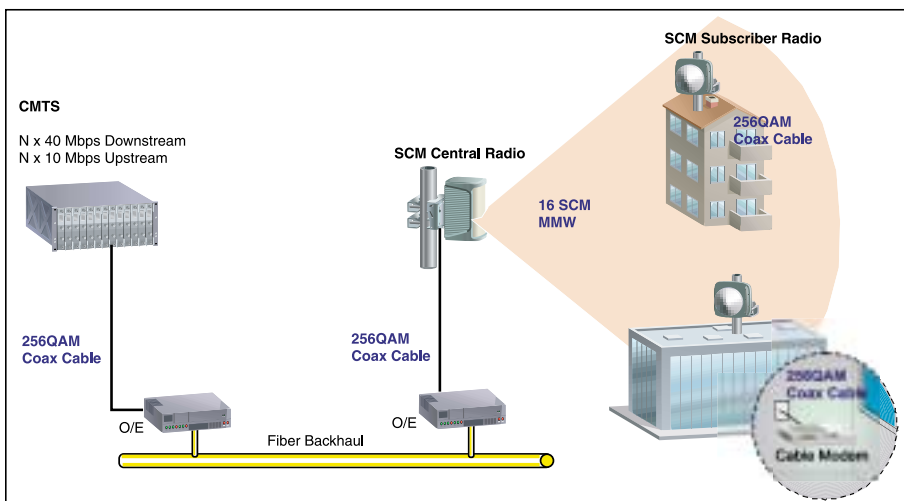 SCM Subscriber Radio
CMTS
N x 40 Mbps Downstream
N x 10 Mbps Upstream
256QAM
Coax Cable
SCM Central Radio
16 SCM
MMW
256QAM
Coax Cable
256QAM
Coax Cable
256QAM
Coax Cable
Cable Modem
O/E
O/E
Fiber Backhaul